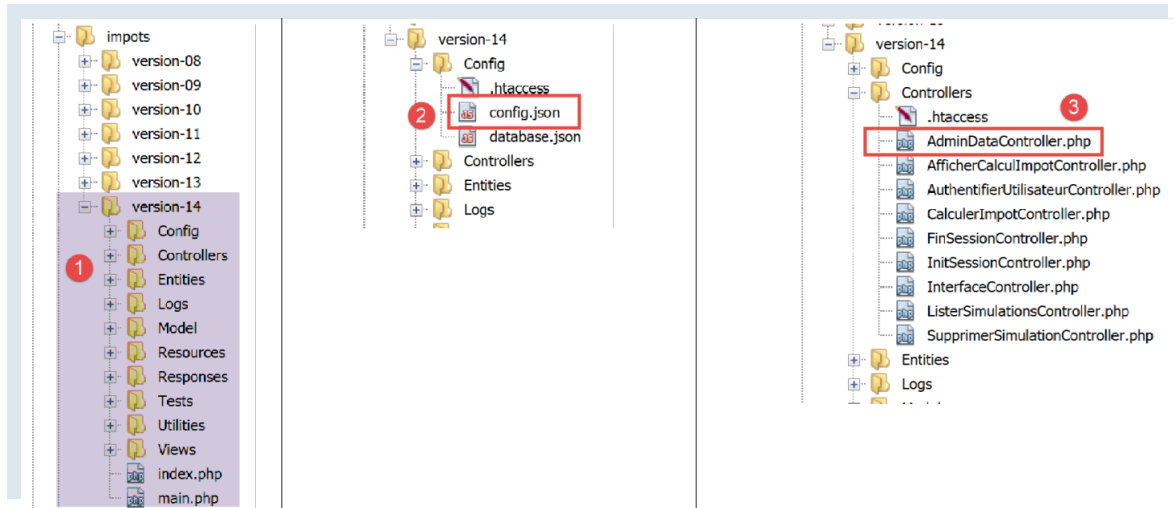 impots
version-08
version-09
version-10
version-11
version-12
version-13
version-14
1
Config
Controllers
Entities
Logs
Model
Resources
Responses
Tests
Utilities
Views
index.php
main.php
version-14
Config
.htaccess
2
config.json
database.json
Controllers
Entities
Logs
version-14
Config
Controllers
3
.htaccess
AdminDataController.php
AfficherCalculImpotController.php
AuthentifierUtilisateurController.php
CalculerImpotController.php
FinSessionController.php
InitSessionController.php
InterfaceController.php
ListerSimulationsController.php
SupprimerSimulationController.php
Entities
Logs